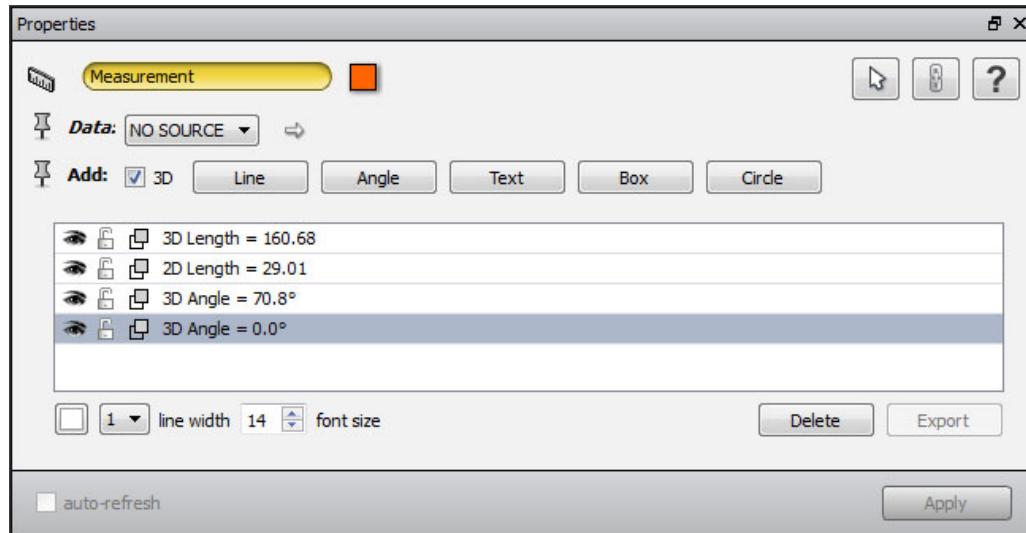 Properties
Measurement
Data: NO SOURCE
Add: 3D Line Angle Text Box Circle
3D Length = 160.68
2D Length = 29.01
3D Angle = 70.8°
3D Angle = 0.0°
1 line width 14 font size Delete Export
auto-refresh Apply